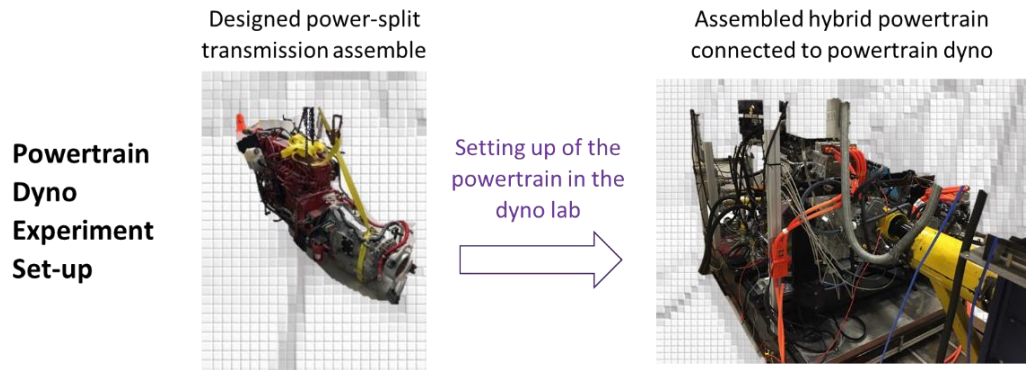 Designed power-split
transmission assemble
Assembled hybrid powertrain
connected to powertrain dyno
Powertrain
Dyno
Experiment
Set-up
Setting up of the
powertrain in the
dyno lab